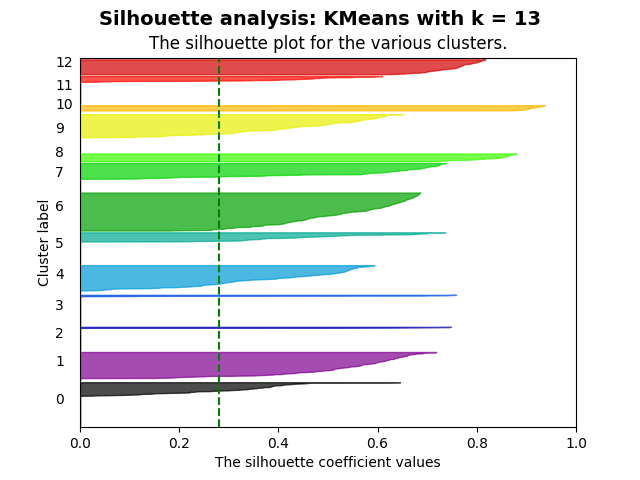 Silhouette analysis: KMeans with k = 13
The silhouette plot for the various clusters.
12
11
10
9
8
7
6
5
4
3
2
1
0
Cluster label
0.0 0.2 0.4 0.6 0.8 1.0
The silhouette coefficient values